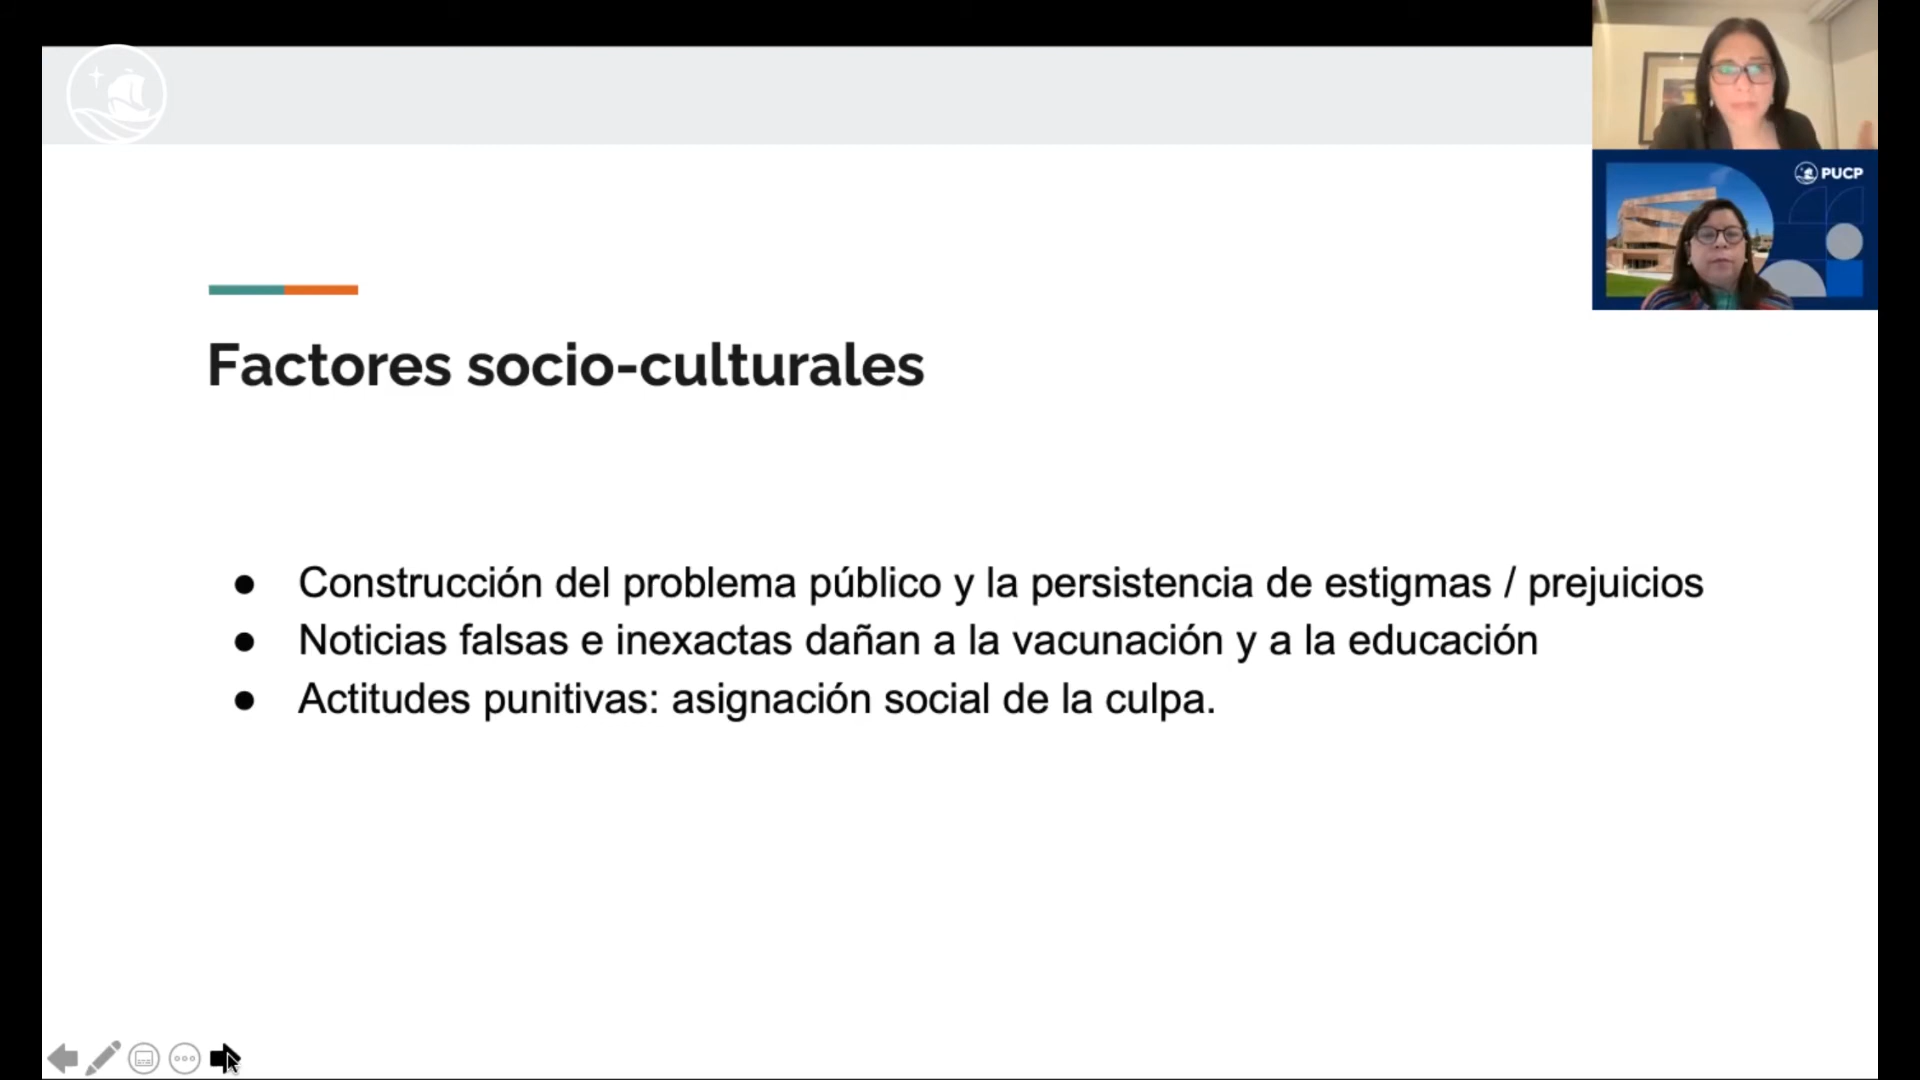 PUCP
Factores socio-culturales
● Construcción del problema público y la persistencia de estigmas / prejuicios
● Noticias falsas e inexactas dañan a la vacunación y a la educación
● Actitudes punitivas: asignación social de la culpa.